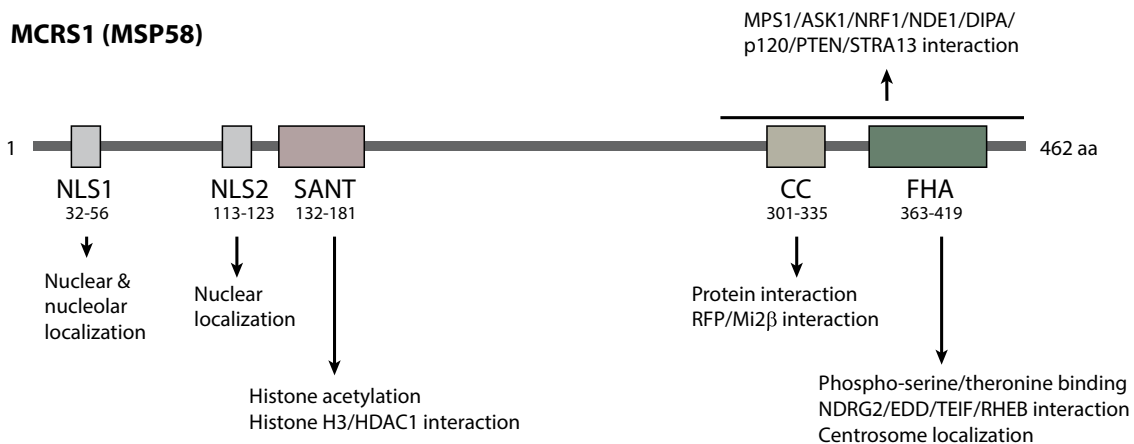 MCRS1 (MSP58)
MPS1/ASK1/NRF1/NDE1/DIPA/
p120/PTEN/STRA13 interaction
1
462 aa
NLS1
32-56
NLS2
113-123
SANT
132-181
CC
301-335
FHA
363-419
Nuclear &
nucleolar
localization
Nuclear
localization
Histone acetylation
Histone H3/HDAC1 interaction
Protein interaction
RFP/Mi2β interaction
Phospho-serine/theronine binding
NDRG2/EDD/TEIF/RHEB interaction
Centrosome localization